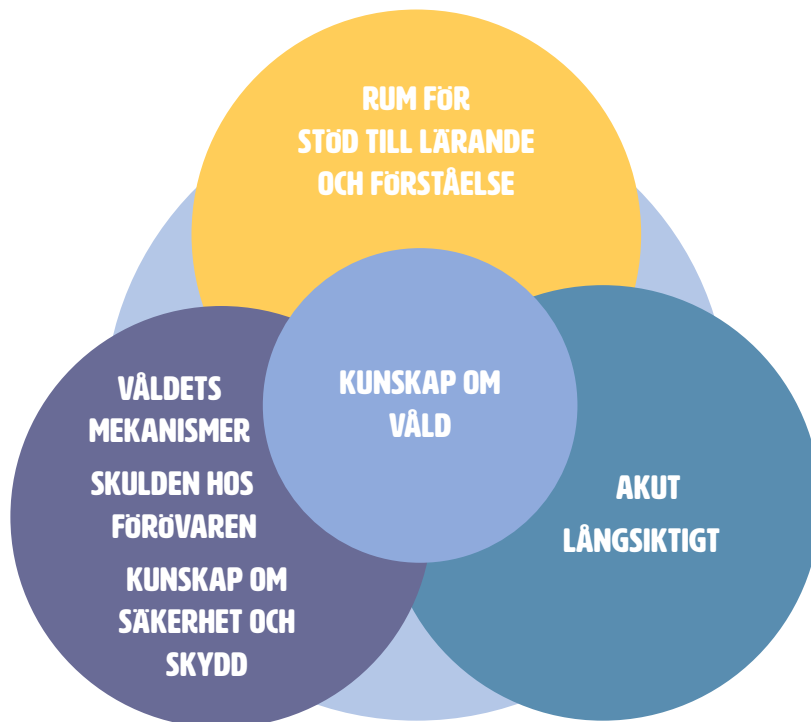 RUM FÖR
STÖD TILL LÄRANDE
OCH FÖRSTÅELSE
KUNSKAP OM
VÅLD
VÅLDETS
MEKANISMER
SKULDEN HOS
FÖRÖVAREN
KUNSKAP OM
SÄKERHET OCH
SKYDD
AKUT
LÅNGSIKTIGT